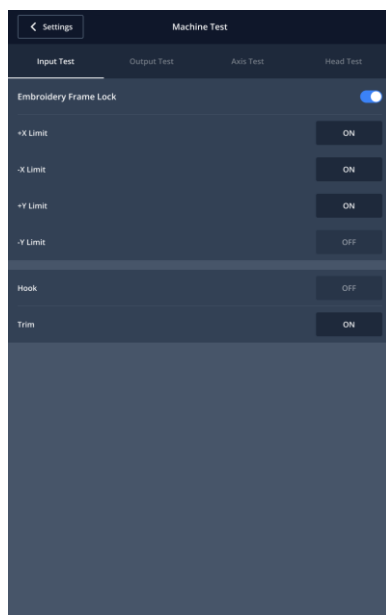 Settings
Machine Test
Input Test
Output Test
Axis Test
Head Test
Embroidery Frame Lock
+X Limit
ON
-X Limit
ON
+Y Limit
ON
-Y Limit
OFF
Hook
OFF
Trim
ON